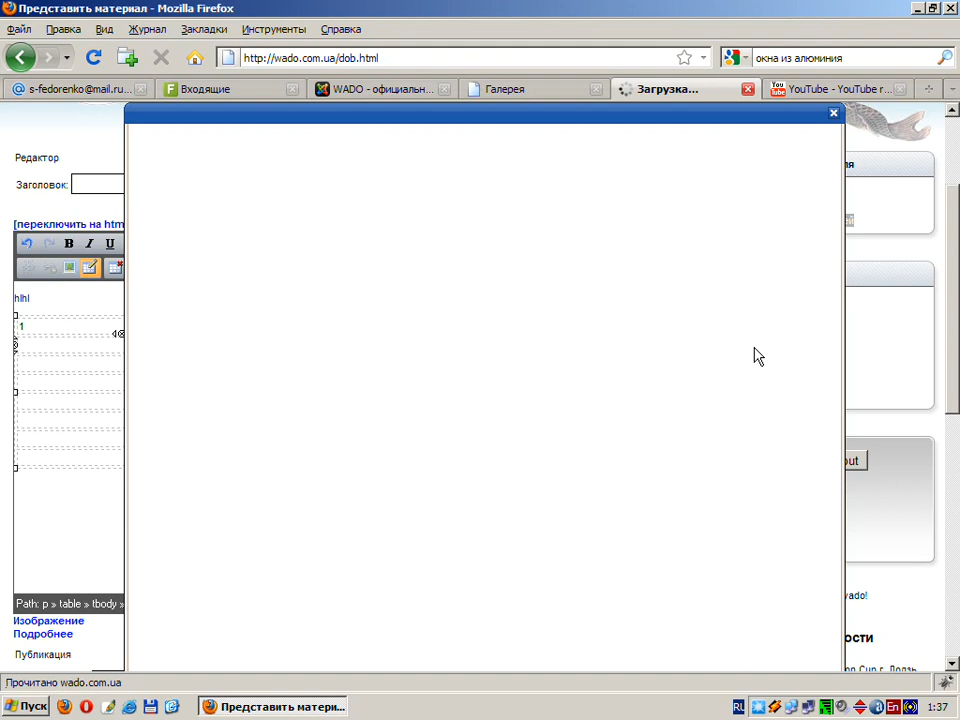 Представить материал - Mozilla Firefox
Файл Правка Вид Журнал Закладки Инструменты Справка
http://wado.com.ua/dob.html
окна из алюминия
s-fedorenko@mail.ru...
Входящие
WADO - официальн...
Галерея
Загрузка...
YouTube - YouTube r...
Редактор
Заголовок:
[переключить на htm
B I U
hlhl
1
out
Path: p » table » tbody »
Изображение
Подробнее
Публикация
wado!
ости
Прочитано wado.com.ua
Пуск
Представить матери...
RL
En
1:37